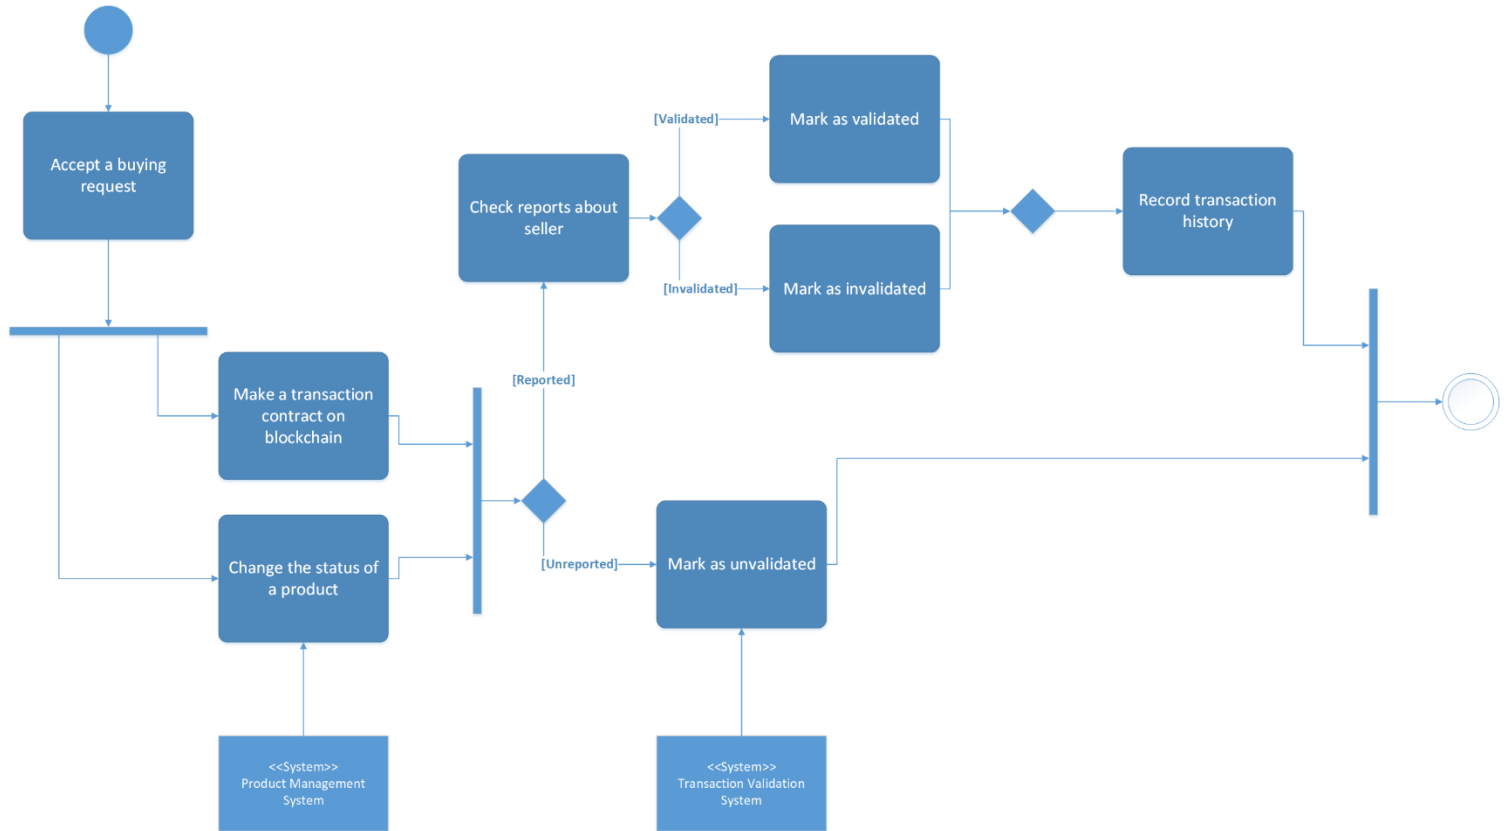 Accept a buying
request
Make a transaction
contract on
blockchain
Change the status of
a product
<<System>>
Product Management
System
[Reported]
[Unreported]
Check reports about
seller
[Validated]
[Invalidated]
Mark as validated
Mark as invalidated
Record transaction
history
Mark as unvalidated
<<System>>
Transaction Validation
System